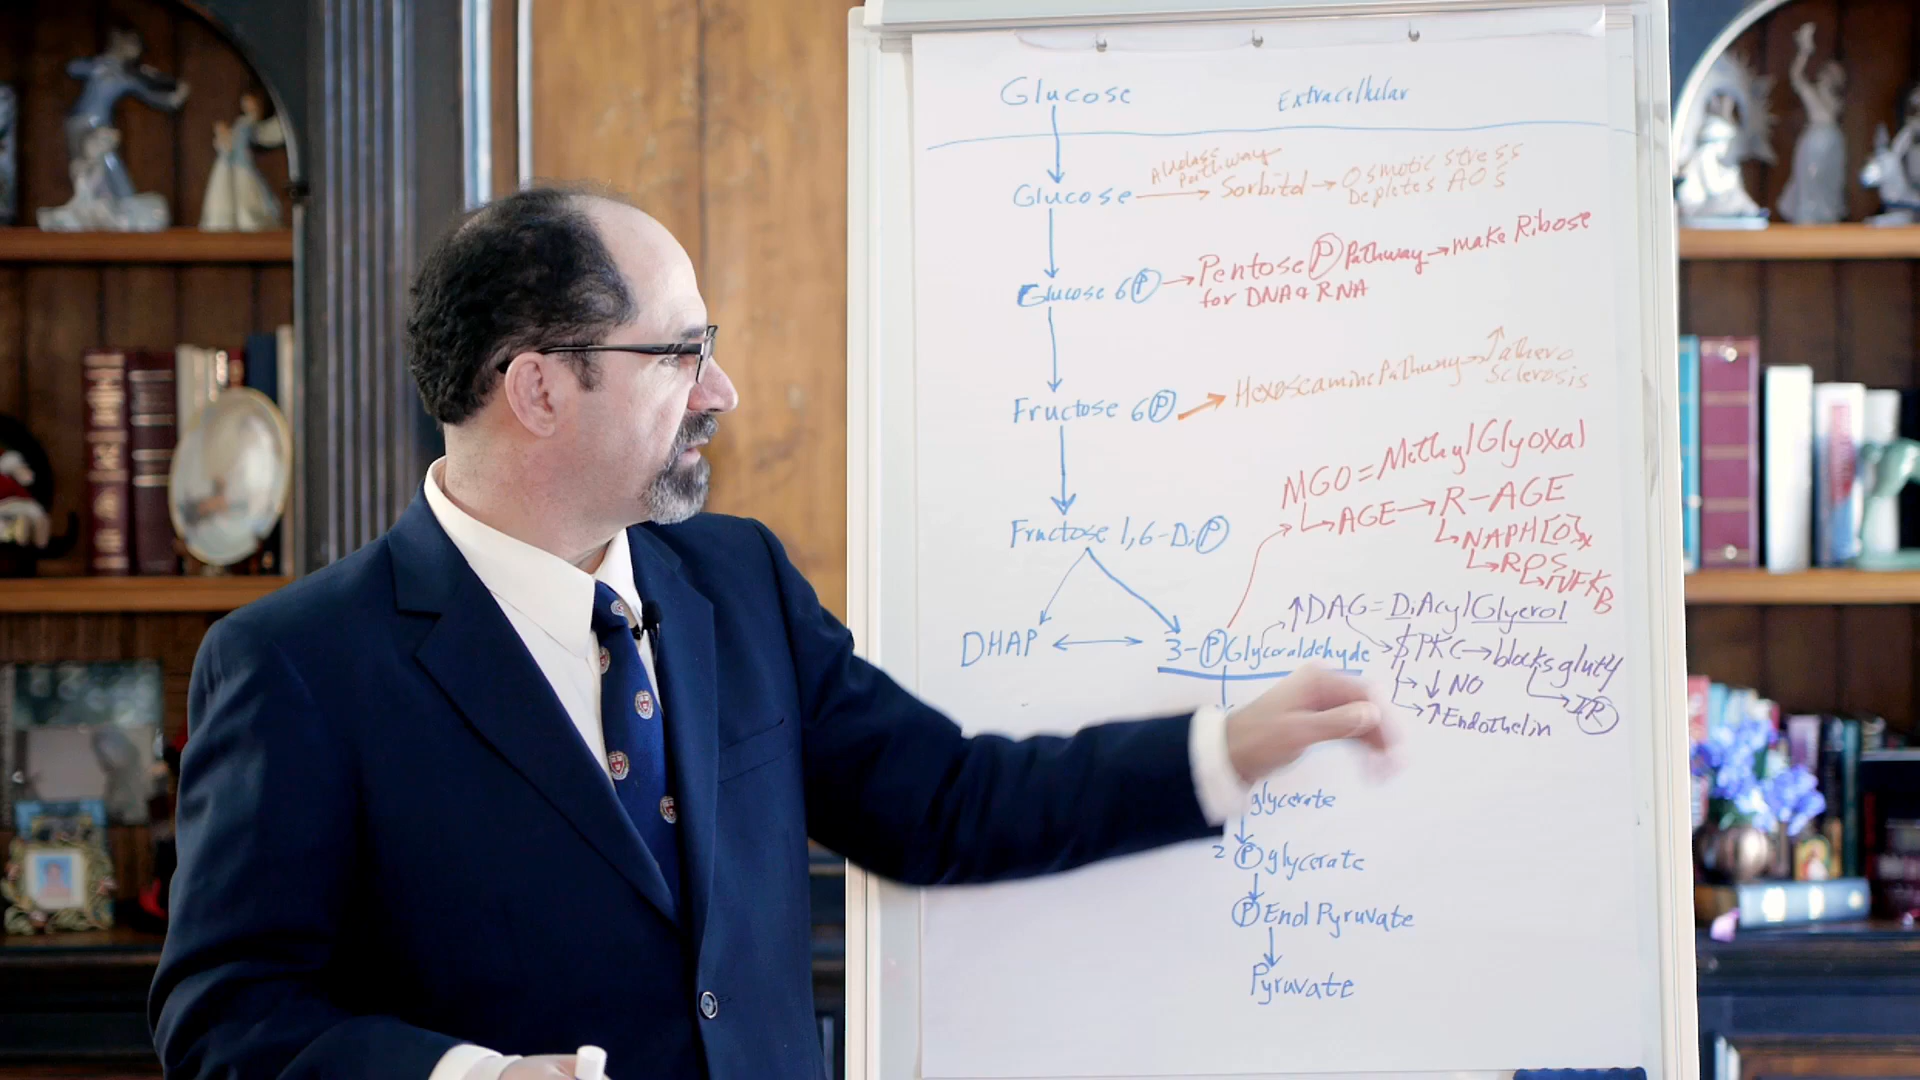 Glucose
Extracellular
Aldose
Pathway
Glucose → Sorbitol → Osmotic stress
Depletes AOs
Glucose 6 P → Pentose P Pathway → make Ribose
for DNA & RNA
Fructose 6 P → Hexoseamine Pathway → ↑ athero
sclerosis
MGO = MethylGlyoxal
↳ AGE → R-AGE
↳ NAPH[O]x
↳ ROS
↳ NFKB
Fructose 1,6-Di P
↑DAG = DiAcylGlycerol
DHAP ↔ 3-P Glyceraldehyde
PKC → blocks glut4
↓ NO
IR
↑ Endothelin
glycerate
2 P glycerate
P Enol Pyruvate
Pyruvate